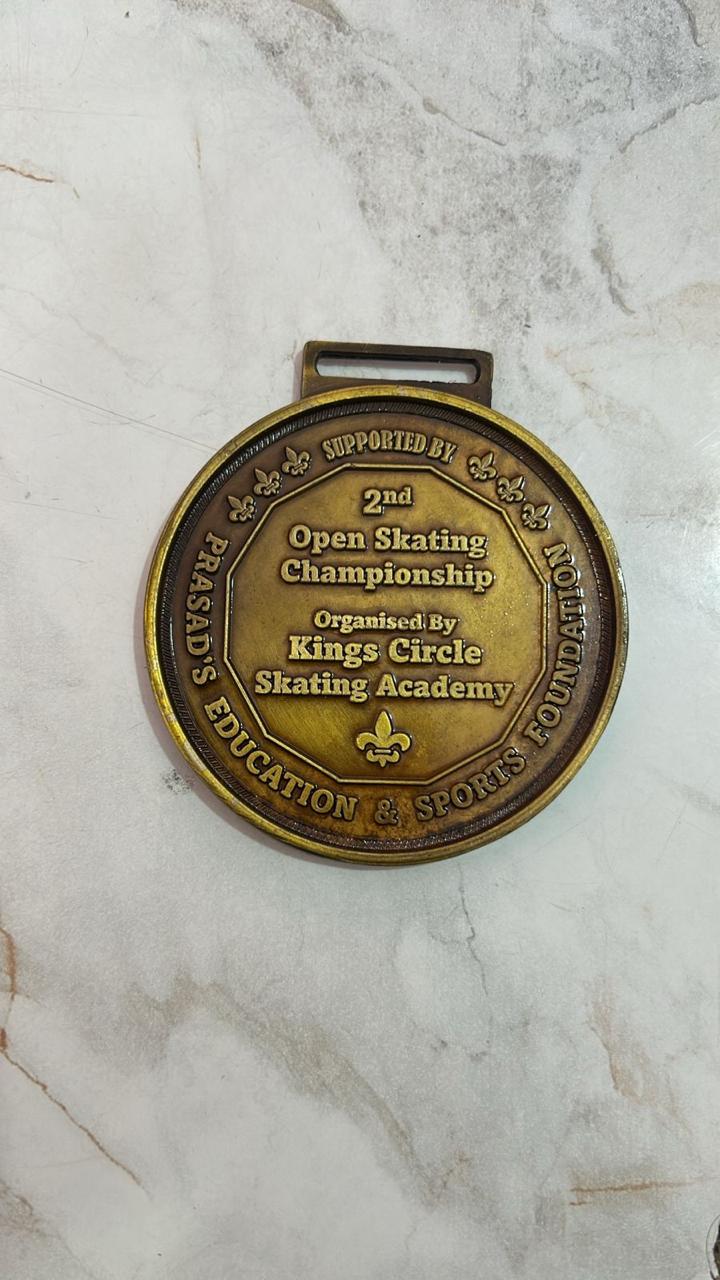 SUPPORTED BY
2nd
Open Skating
Championship
Organised By
Kings Circle
Skating Academy
PRASAD'S EDUCATION & SPORTS FOUNDATION